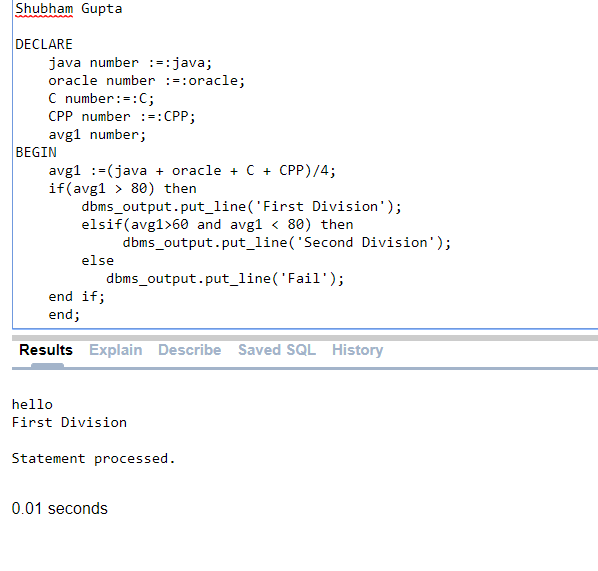 Shubham Gupta
DECLARE
java number :=:java;
oracle number :=:oracle;
C number:=:C;
CPP number :=:CPP;
avg1 number;
BEGIN
avg1 :=(java + oracle + C + CPP)/4;
if(avg1 > 80) then
dbms_output.put_line('First Division');
elsif(avg1>60 and avg1 < 80) then
dbms_output.put_line('Second Division');
else
dbms_output.put_line('Fail');
end if;
end;
Results Explain Describe Saved SQL History
hello
First Division
Statement processed.
0.01 seconds